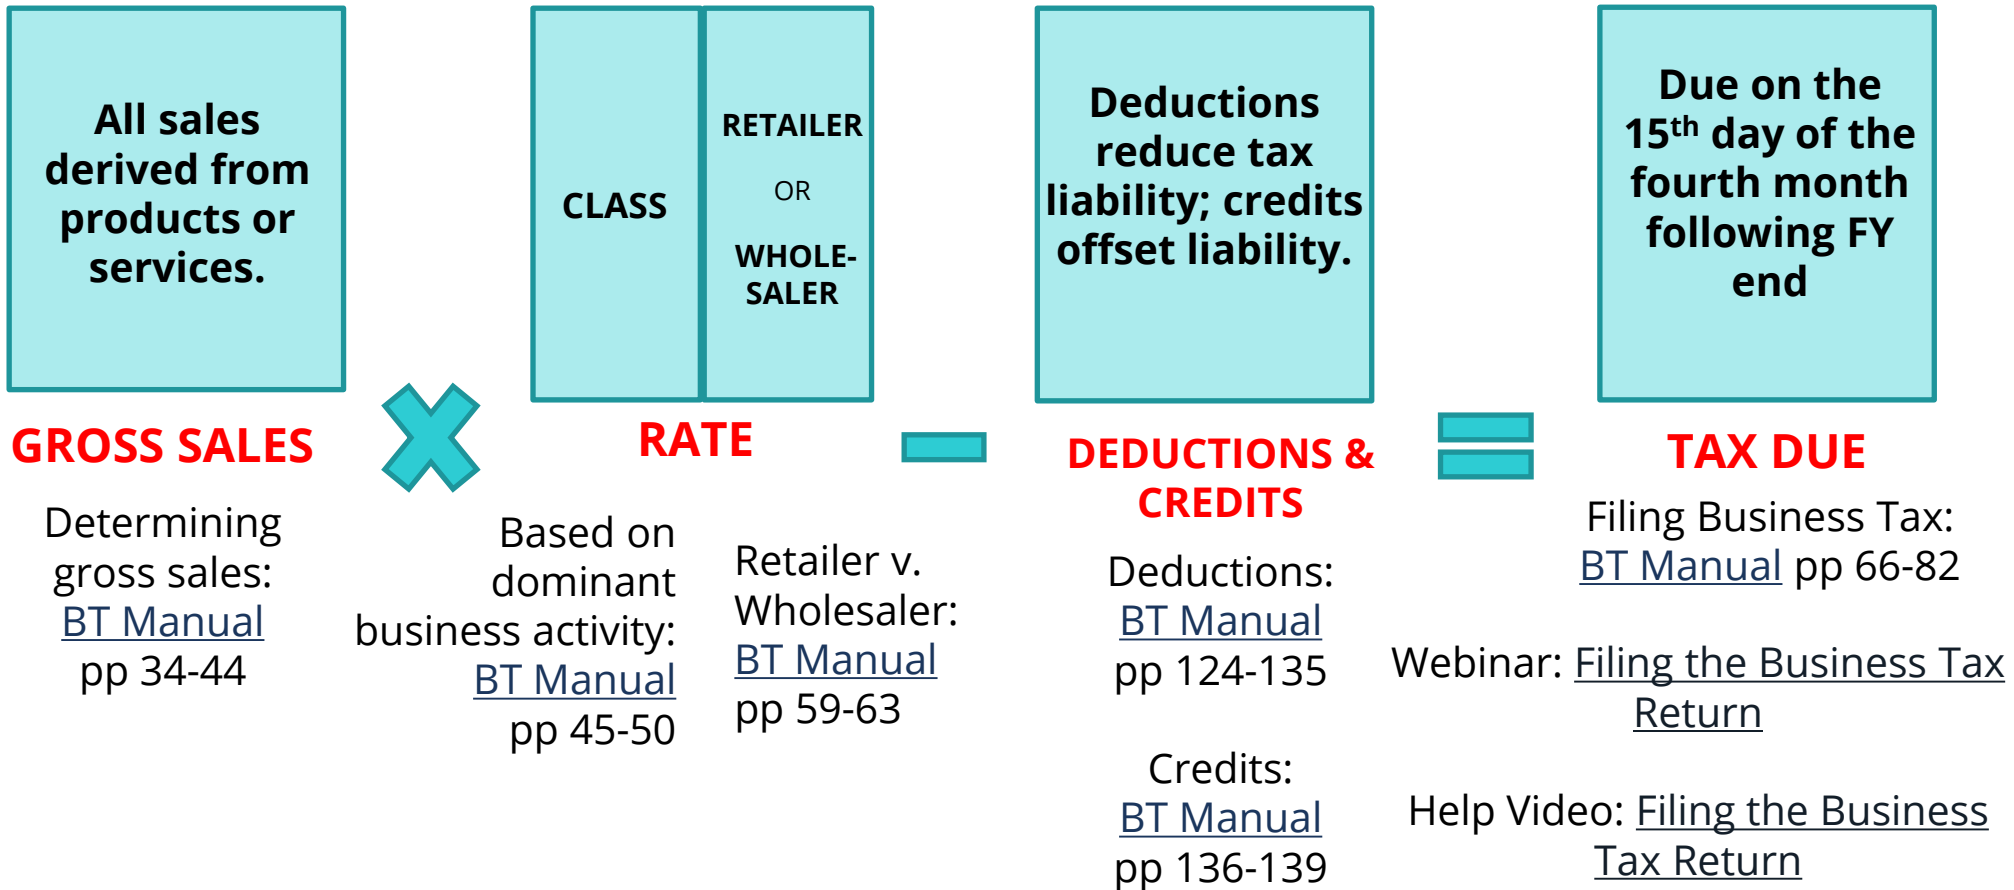 All sales
derived from
products or
services.
GROSS SALES
Determining
gross sales:
BT Manual
pp 34-44
CLASS
RETAILER
OR
WHOLE-
SALER
RATE
Based on
dominant
business activity:
BT Manual
pp 45-50
Retailer v.
Wholesaler:
BT Manual
pp 59-63
Deductions
reduce tax
liability; credits
offset liability.
DEDUCTIONS &
CREDITS
Deductions:
BT Manual
pp 124-135
Credits:
BT Manual
pp 136-139
Due on the
15th day of the
fourth month
following FY
end
TAX DUE
Filing Business Tax:
BT Manual pp 66-82
Webinar: Filing the Business Tax
Return
Help Video: Filing the Business
Tax Return